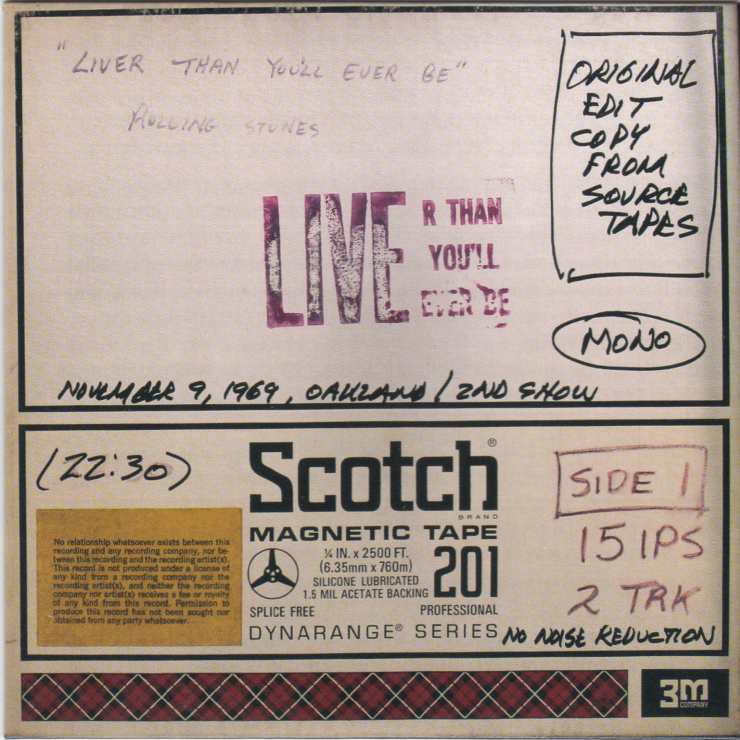 "LIVER THAN YOU'LL EVER BE"
ROLLING STONES
ORIGINAL
EDIT
COPY
FROM
SOURCE
TAPES
LIVE R THAN
YOU'LL
EVER BE
MONO
NOVEMBER 9, 1969, OAKLAND / 2ND SHOW
(22:30)
Scotch®
BRAND
MAGNETIC TAPE
¼ IN. x 2500 FT.
(6.35mm x 760m)
SILICONE LUBRICATED
1.5 MIL ACETATE BACKING
201
SPLICE FREE
PROFESSIONAL
DYNARANGE® SERIES
SIDE 1
15 IPS
2 TRK
NO NOISE REDUCTION
No relationship whatsoever exists between this
recording and any recording company, nor be-
tween this recording and the recording artist(s).
This record is not produced under a license of
any kind from a recording company nor the
recording artist(s), and neither the recording
company nor artist(s) receives a fee or royalty
of any kind from this record. Permission to
produce this record has not been sought nor
obtained from any party whatsoever.
3M
COMPANY